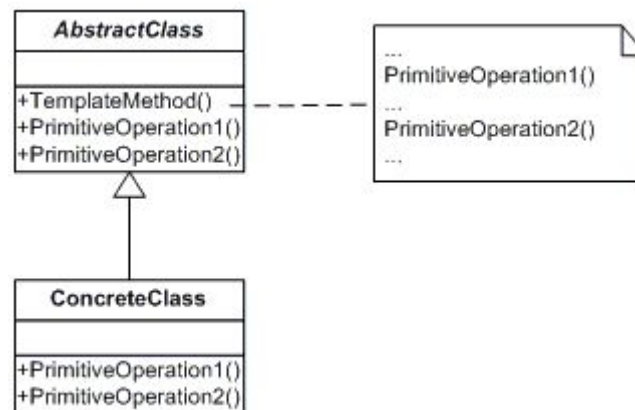 AbstractClass
+TemplateMethod()
+PrimitiveOperation1()
+PrimitiveOperation2()
...
PrimitiveOperation1()
...
PrimitiveOperation2()
...
ConcreteClass
+PrimitiveOperation1()
+PrimitiveOperation2()